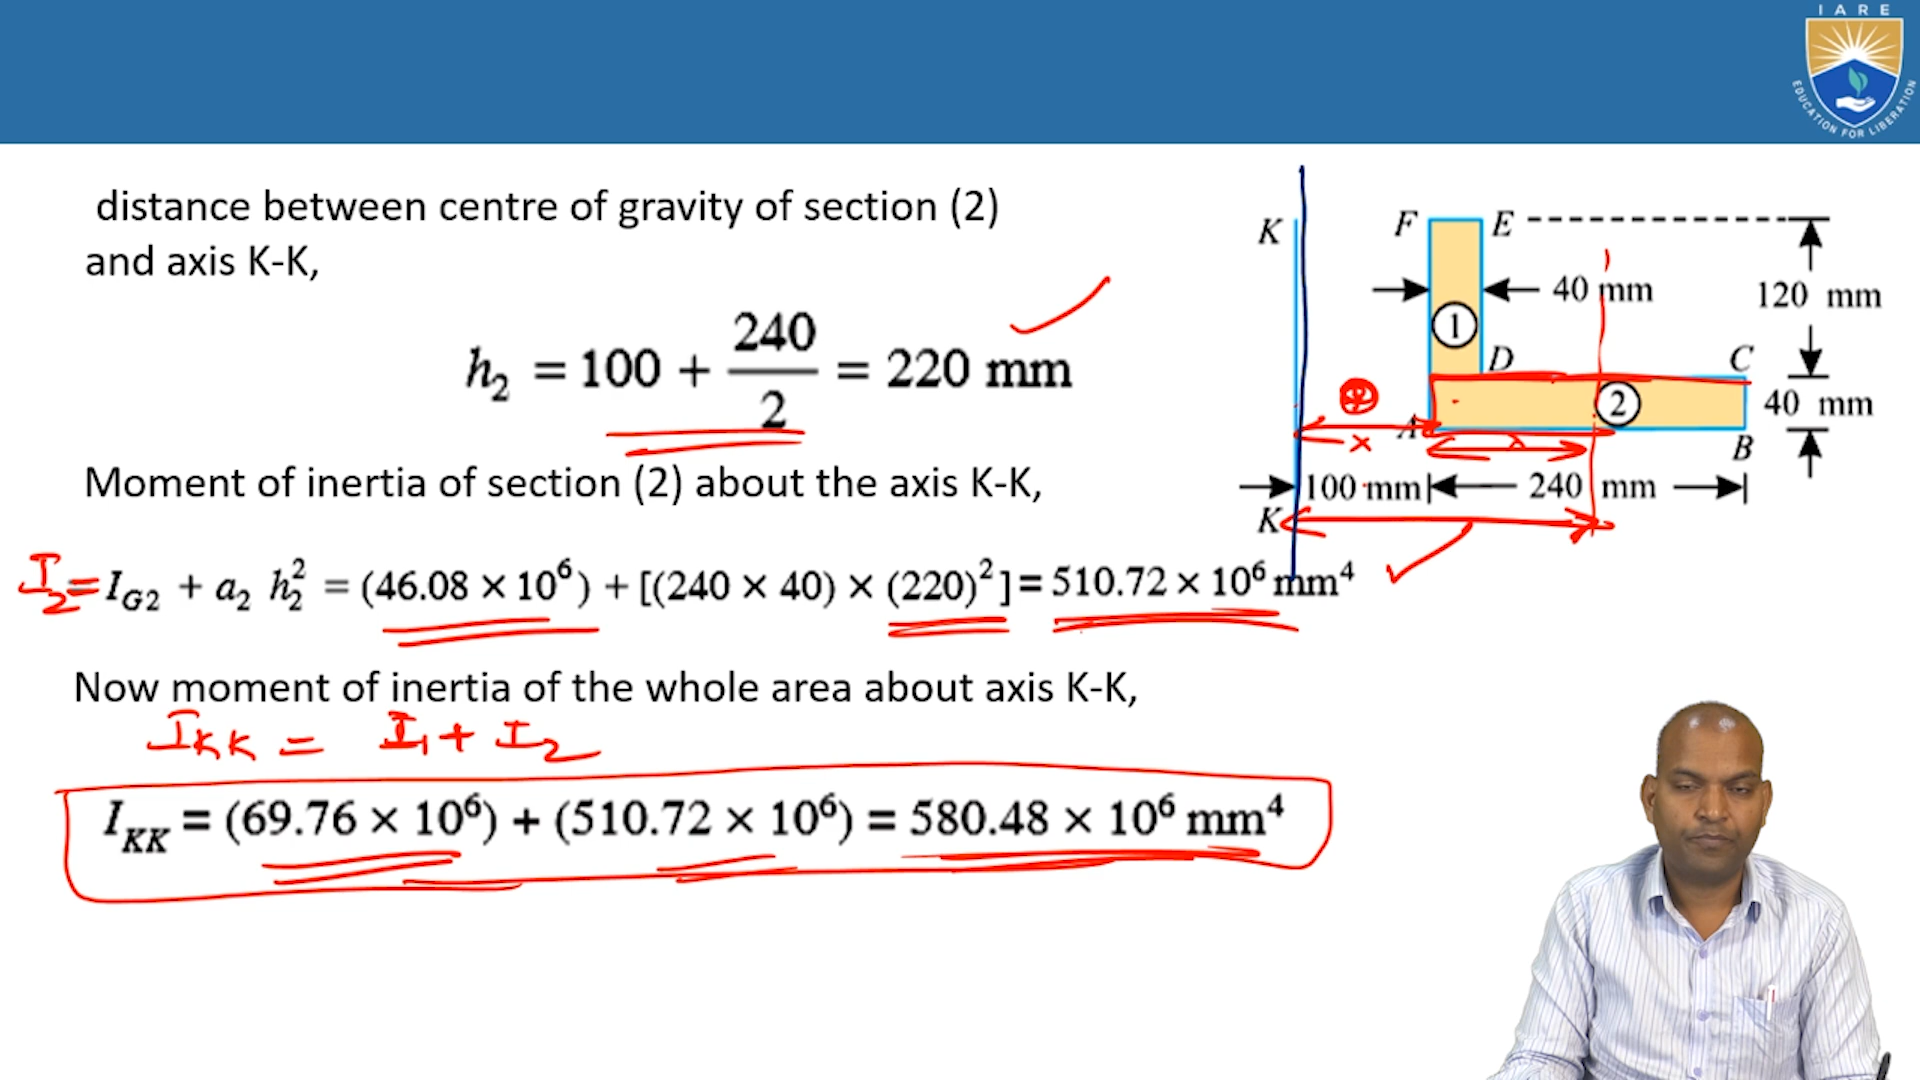 IARE
EDUCATION FOR LIBERATION
distance between centre of gravity of section (2)
and axis K-K,
h₂ = 100 + 240/2 = 220 mm
Moment of inertia of section (2) about the axis K-K,
I₂ = I_G2 + a₂ h₂² = (46.08 × 10⁶) + [(240 × 40) × (220)²] = 510.72 × 10⁶ mm⁴
Now moment of inertia of the whole area about axis K-K,
I_KK = I₁ + I₂
I_KK = (69.76 × 10⁶) + (510.72 × 10⁶) = 580.48 × 10⁶ mm⁴
K F E
40 mm 120 mm
1
D C
2 40 mm
A
x
B
100 mm 240 mm
K